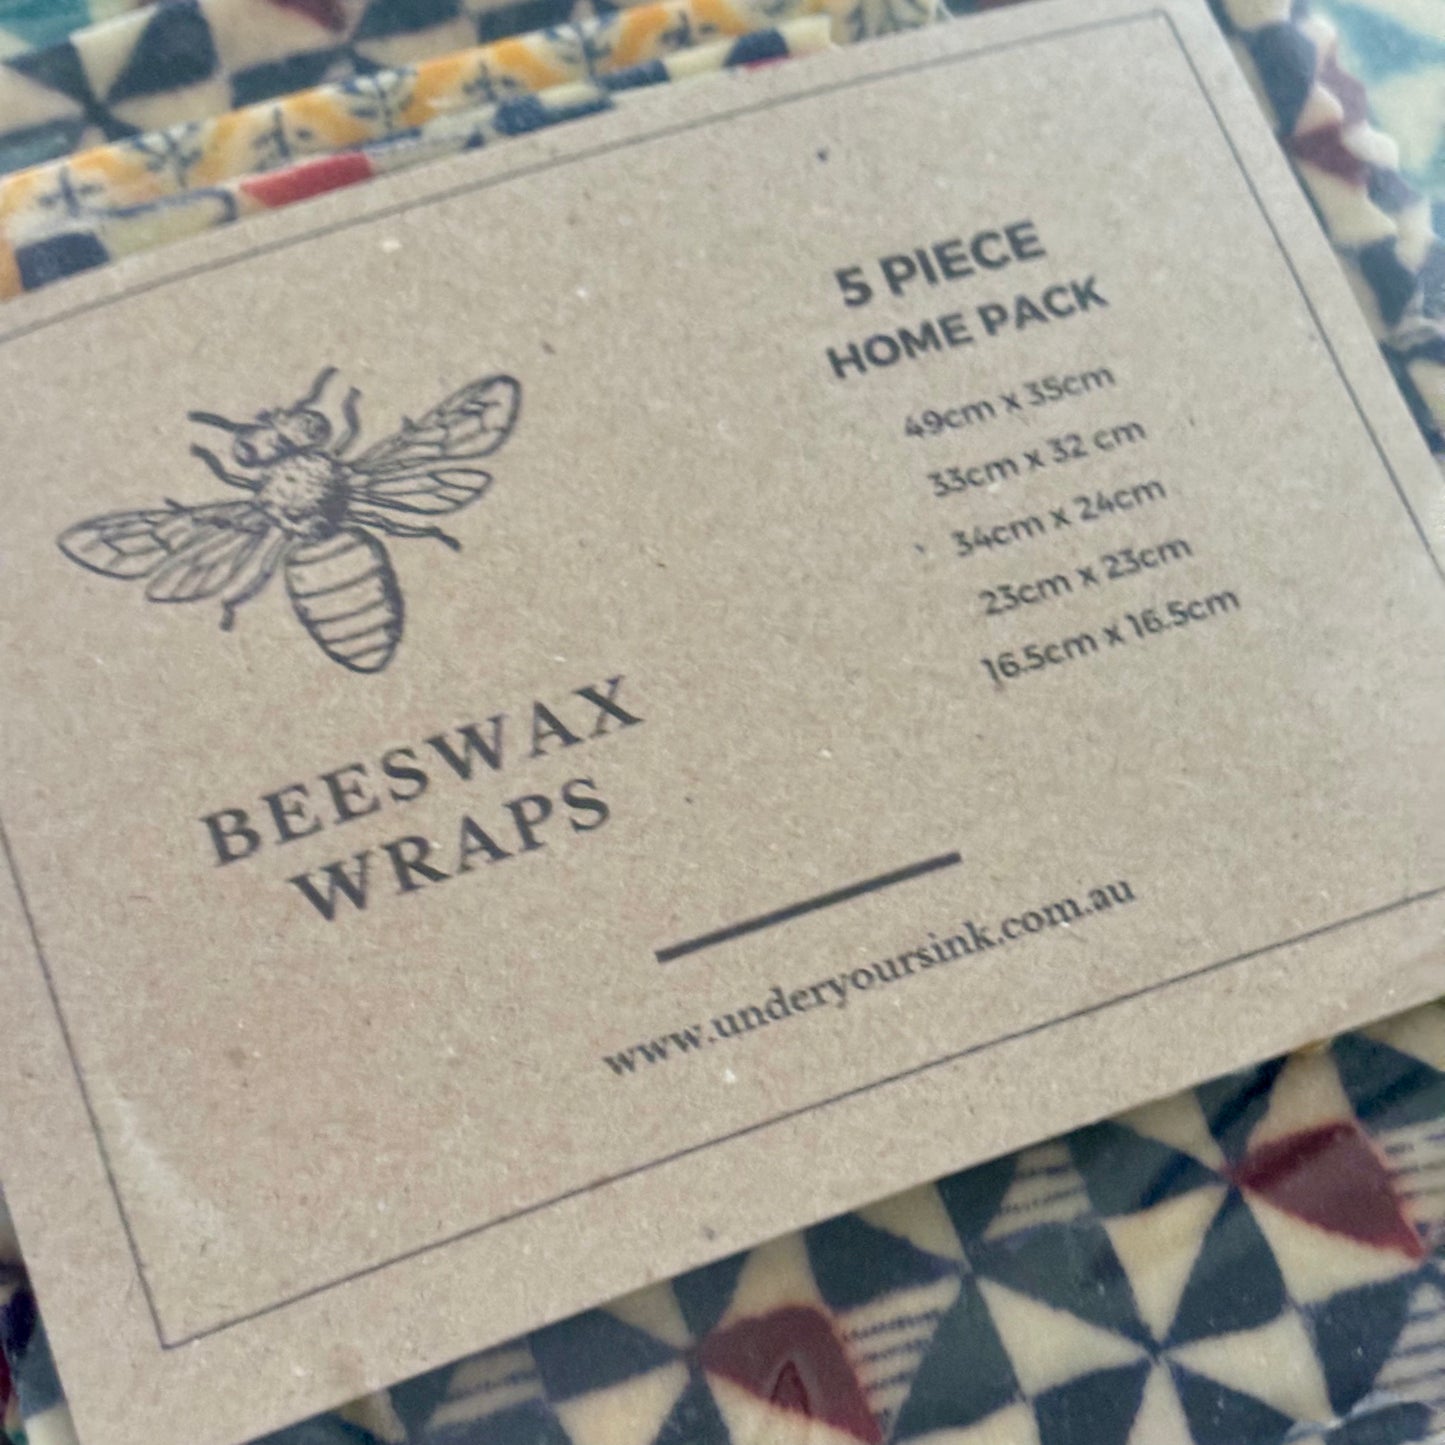 BEESWAX
WRAPS
5 PIECE
HOME PACK
49cm x 35cm
33cm x 32 cm
34cm x 24cm
23cm x 23cm
16.5cm x 16.5cm
www.underyoursink.com.au